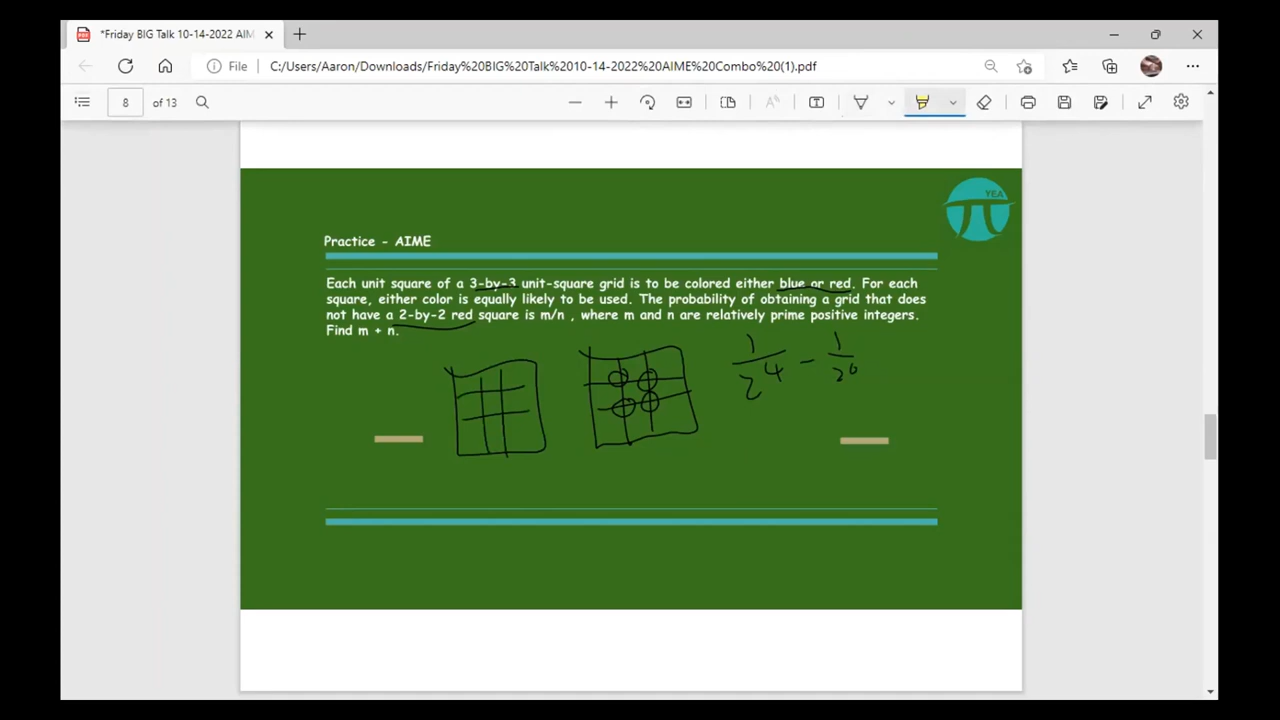 *Friday BIG Talk 10-14-2022 AIM
File
C:/Users/Aaron/Downloads/Friday%20BIG%20Talk%2010-14-2022%20AIME%20Combo%20(1).pdf
8 of 13
YEA
Practice - AIME
Each unit square of a 3-by-3 unit-square grid is to be colored either blue or red. For each
square, either color is equally likely to be used. The probability of obtaining a grid that does
not have a 2-by-2 red square is m/n , where m and n are relatively prime positive integers.
Find m + n.
1/2^4 - 1/2^6